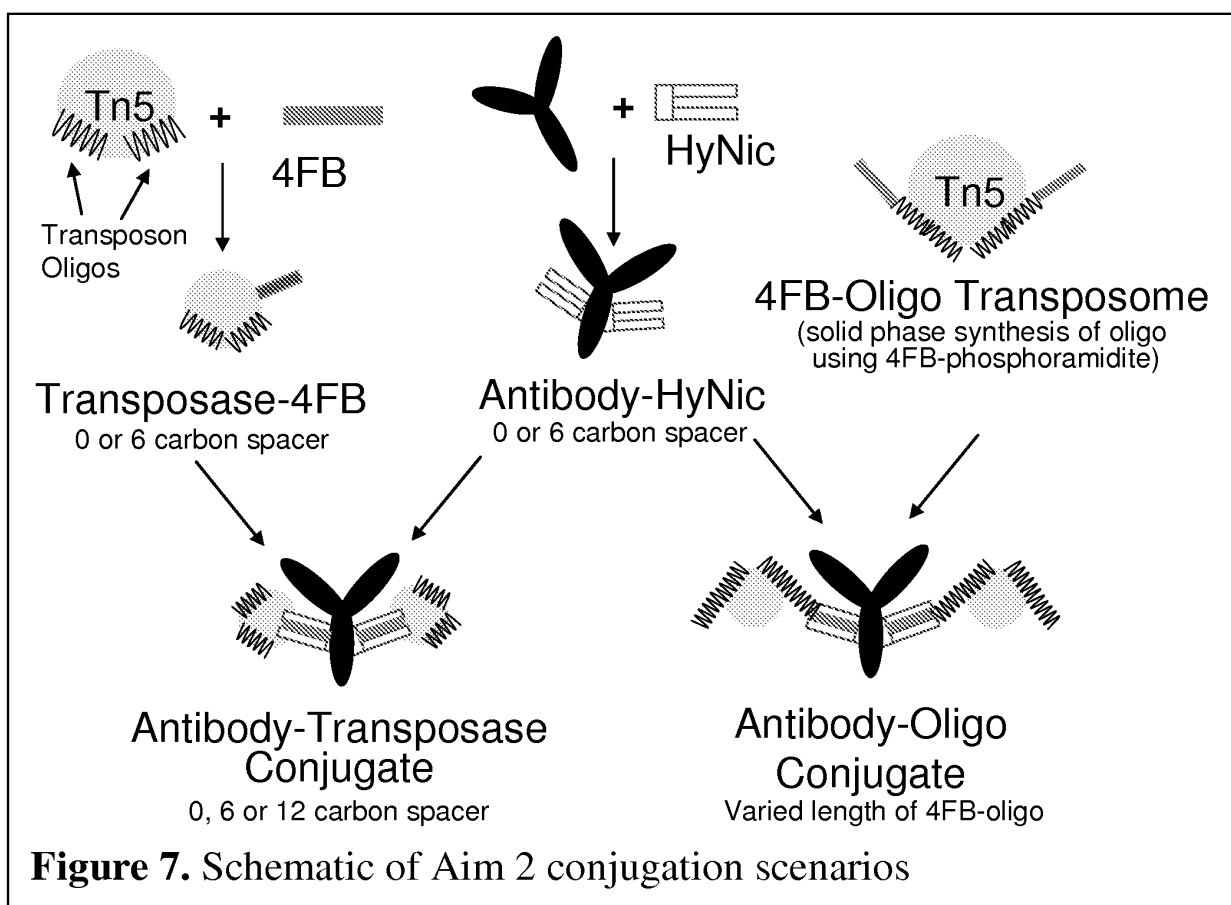 Tn5
+
4FB
Transposon
Oligos
Transposase-4FB
0 or 6 carbon spacer
+
HyNic
Antibody-HyNic
0 or 6 carbon spacer
Tn5
4FB-Oligo Transposome
(solid phase synthesis of oligo
using 4FB-phosphoramidite)
Antibody-Transposase
Conjugate
0, 6 or 12 carbon spacer
Antibody-Oligo
Conjugate
Varied length of 4FB-oligo
Figure 7. Schematic of Aim 2 conjugation scenarios